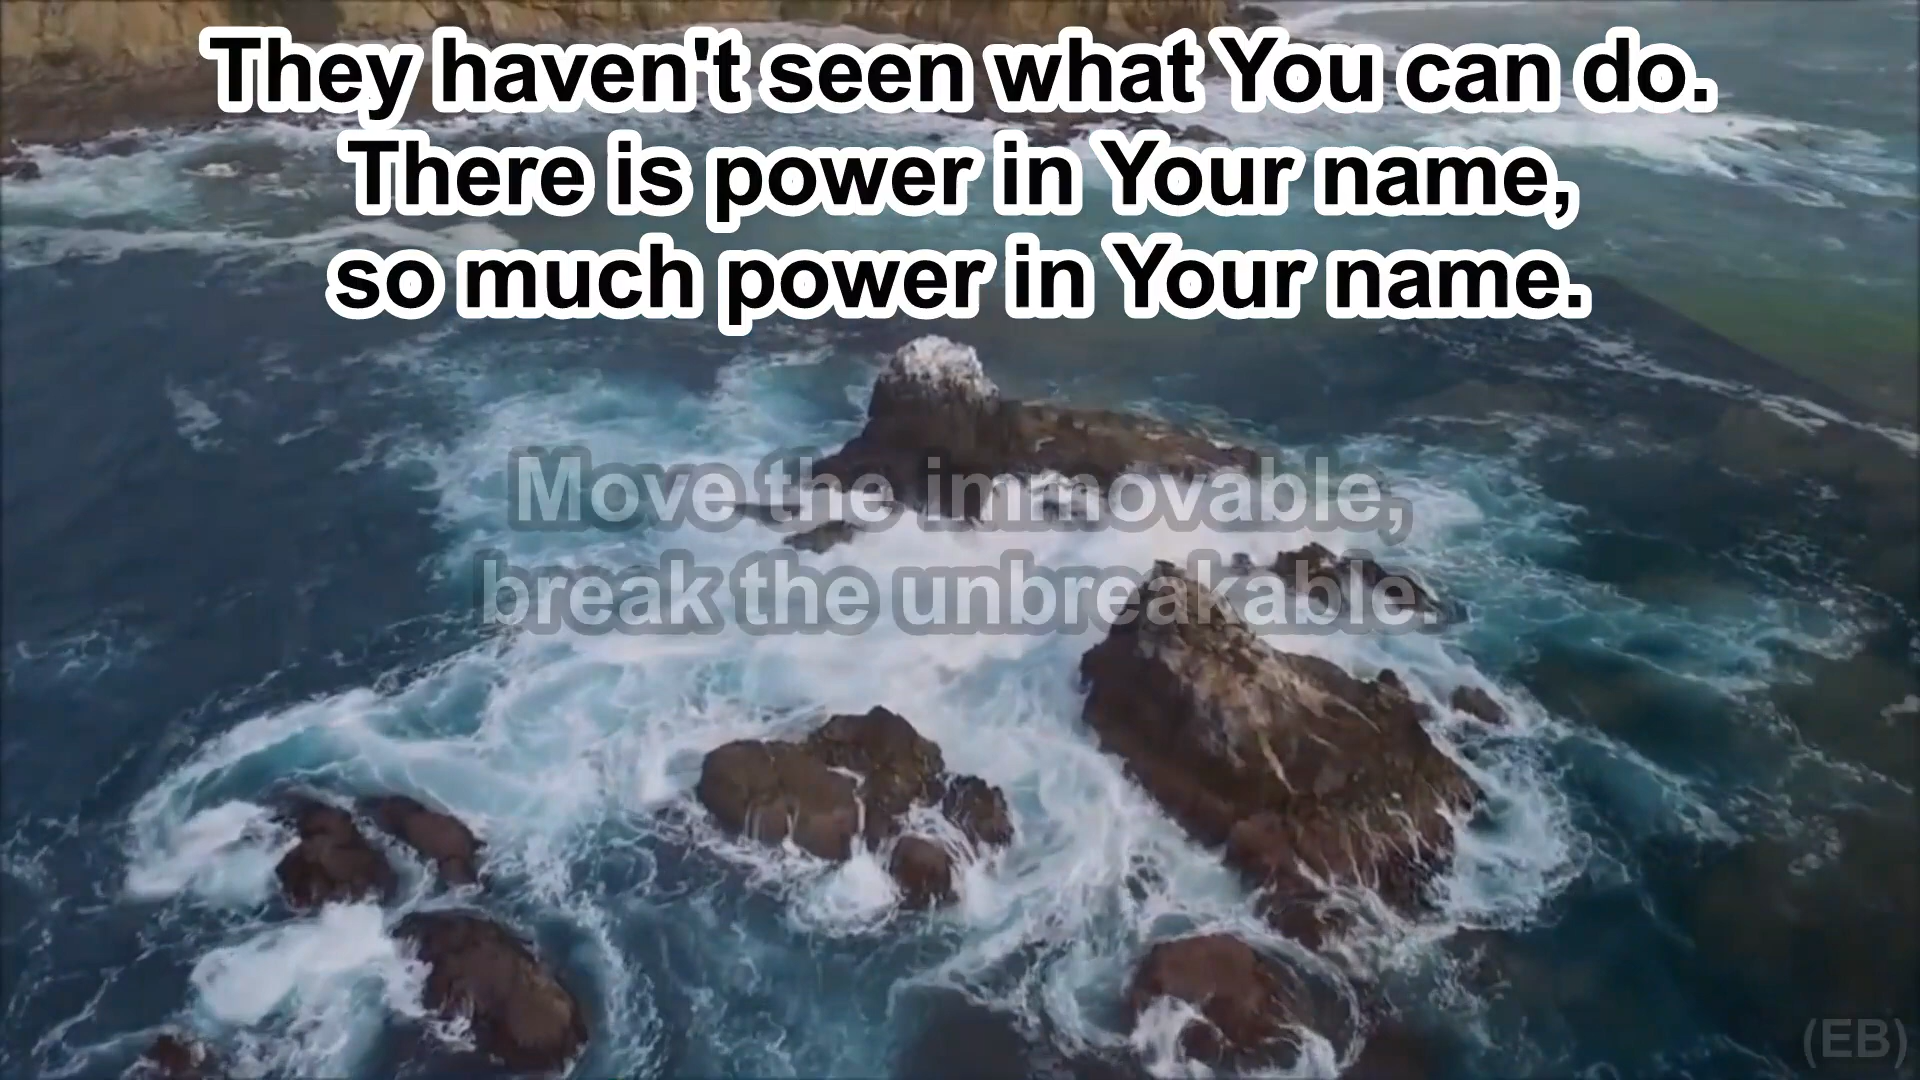 They haven't seen what You can do.
There is power in Your name,
so much power in Your name.
Move the immovable,
break the unbreakable.
(EB)